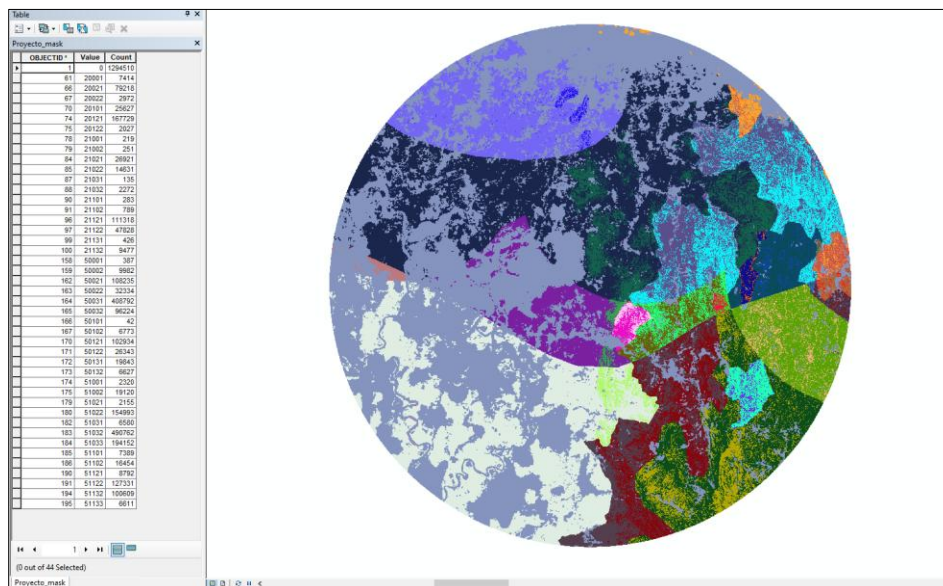 Table
Proyecto_mask
OBJECTID * Value Count
1 0 1294510
61 20001 7414
66 20021 79218
67 20022 2972
70 20101 25627
74 20121 167729
75 20122 2027
78 21001 219
79 21002 251
84 21021 26921
85 21022 14631
87 21031 135
88 21032 2272
90 21101 283
91 21102 789
96 21121 111318
97 21122 47828
99 21131 426
100 21132 9477
158 50001 387
159 50002 9982
162 50021 108235
163 50022 32334
164 50031 408792
165 50032 96224
166 50101 42
167 50102 6773
170 50121 102934
171 50122 26343
172 50131 19843
173 50132 6627
174 51001 2320
175 51002 19120
179 51021 2155
180 51022 154993
182 51031 6580
183 51032 490762
184 51033 194152
185 51101 7389
186 51102 16454
190 51121 8792
191 51122 127331
194 51132 100609
195 51133 6611
1
(0 out of 44 Selected)
Proyecto_mask